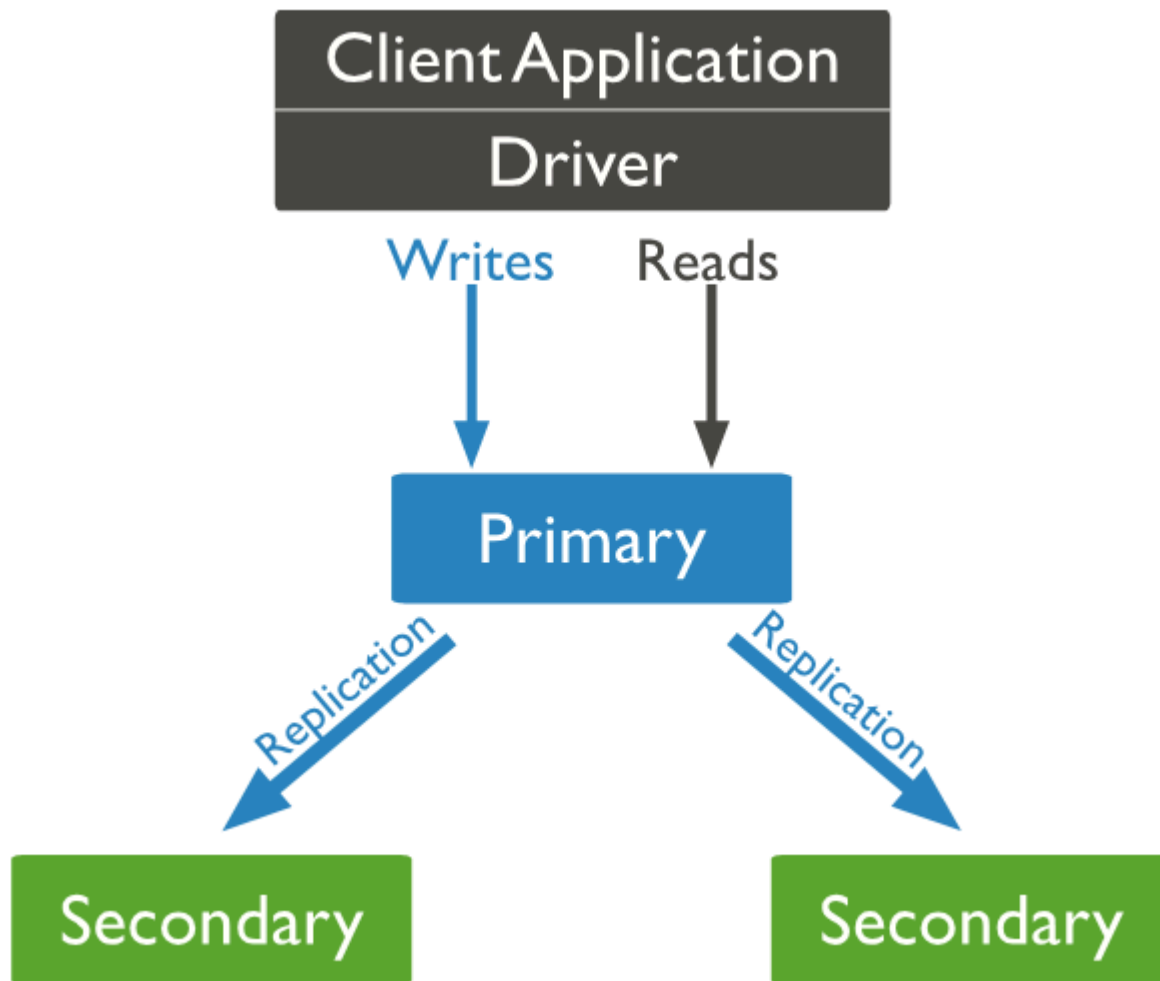 Client Application
Driver
Writes
Reads
Primary
Replication
Replication
Secondary
Secondary